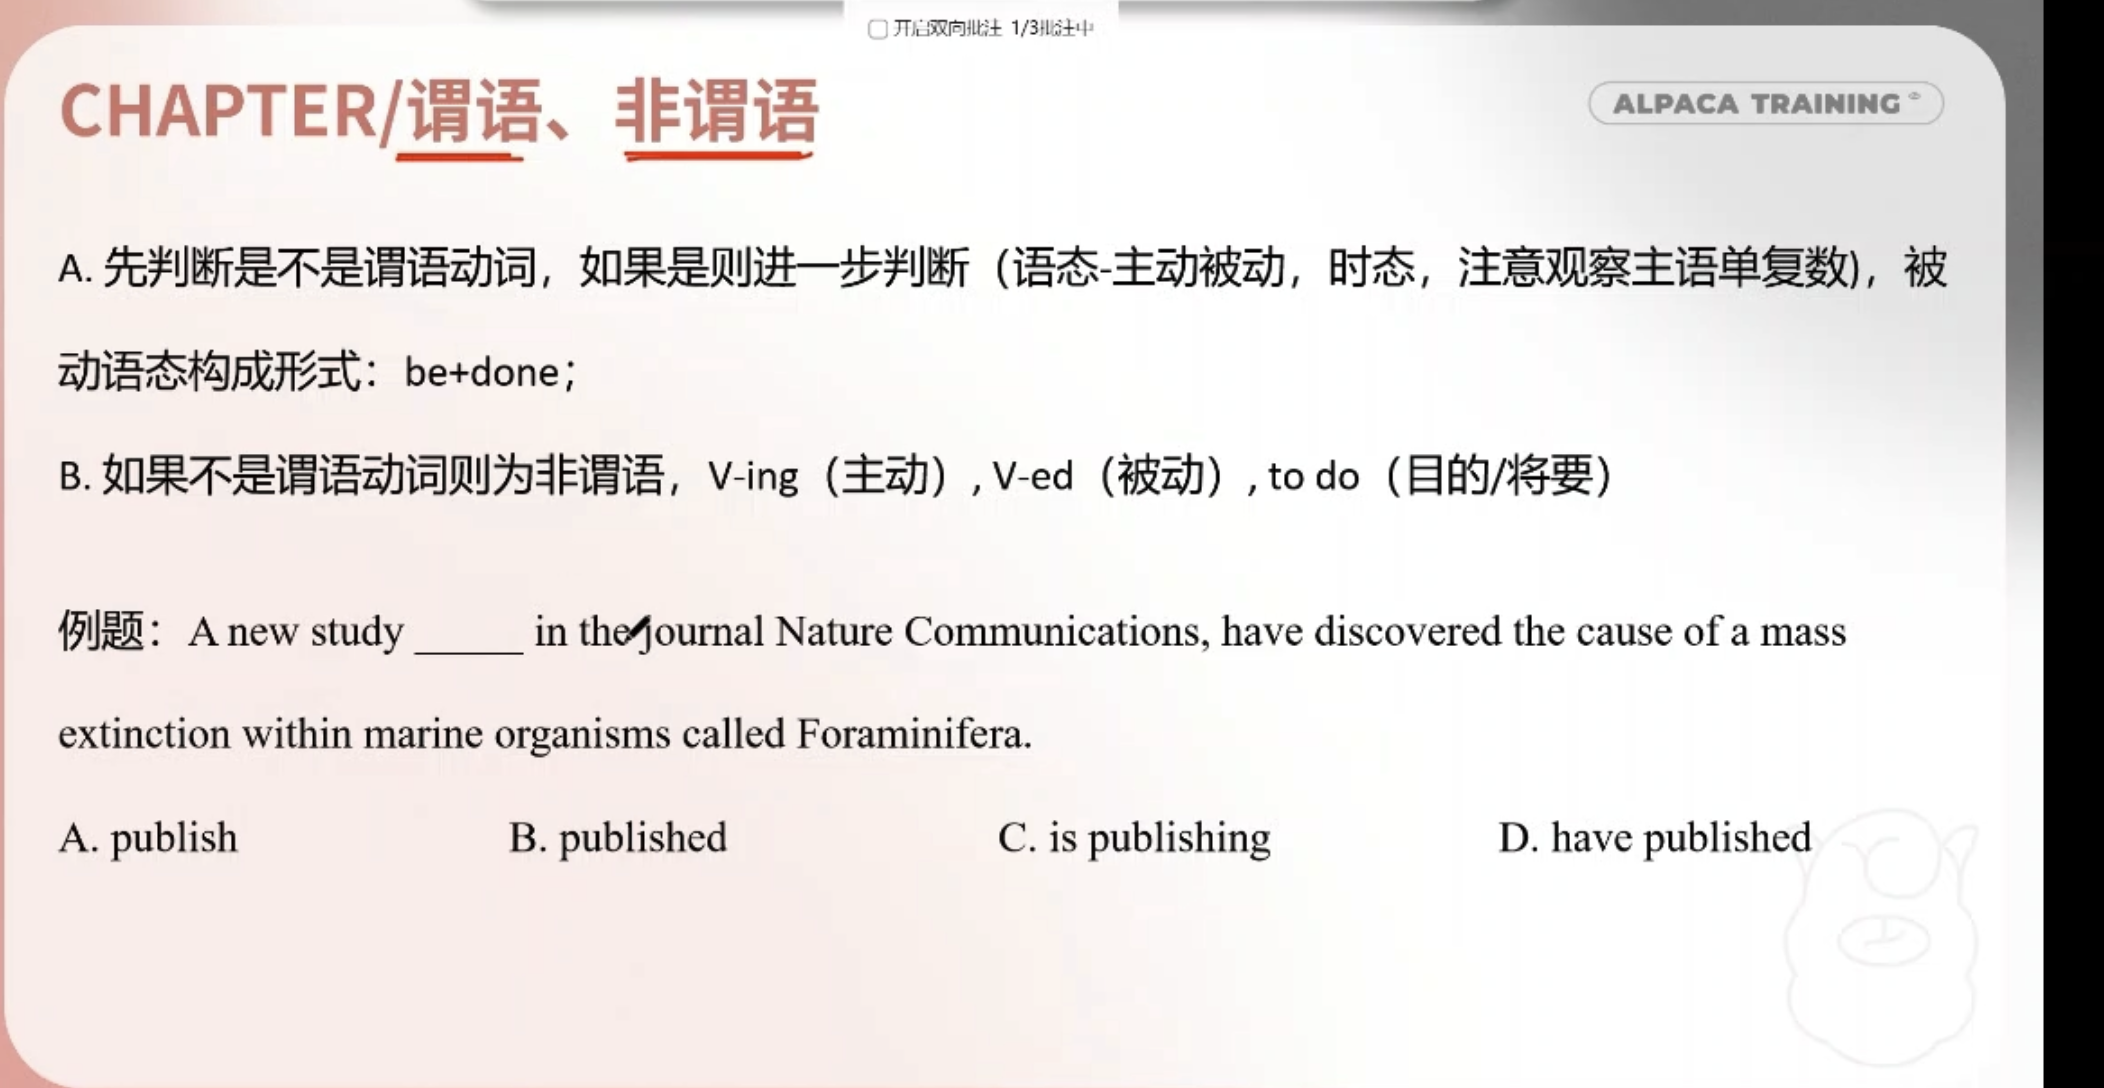 开启双向批注 1/3批注中
CHAPTER/谓语、非谓语
ALPACA TRAINING
A. 先判断是不是谓语动词，如果是则进一步判断（语态-主动被动，时态，注意观察主语单复数)，被
动语态构成形式：be+done；
B. 如果不是谓语动词则为非谓语，V-ing（主动）, V-ed（被动）, to do（目的/将要）
例题：A new study _____ in the journal Nature Communications, have discovered the cause of a mass
extinction within marine organisms called Foraminifera.
A. publish B. published C. is publishing D. have published